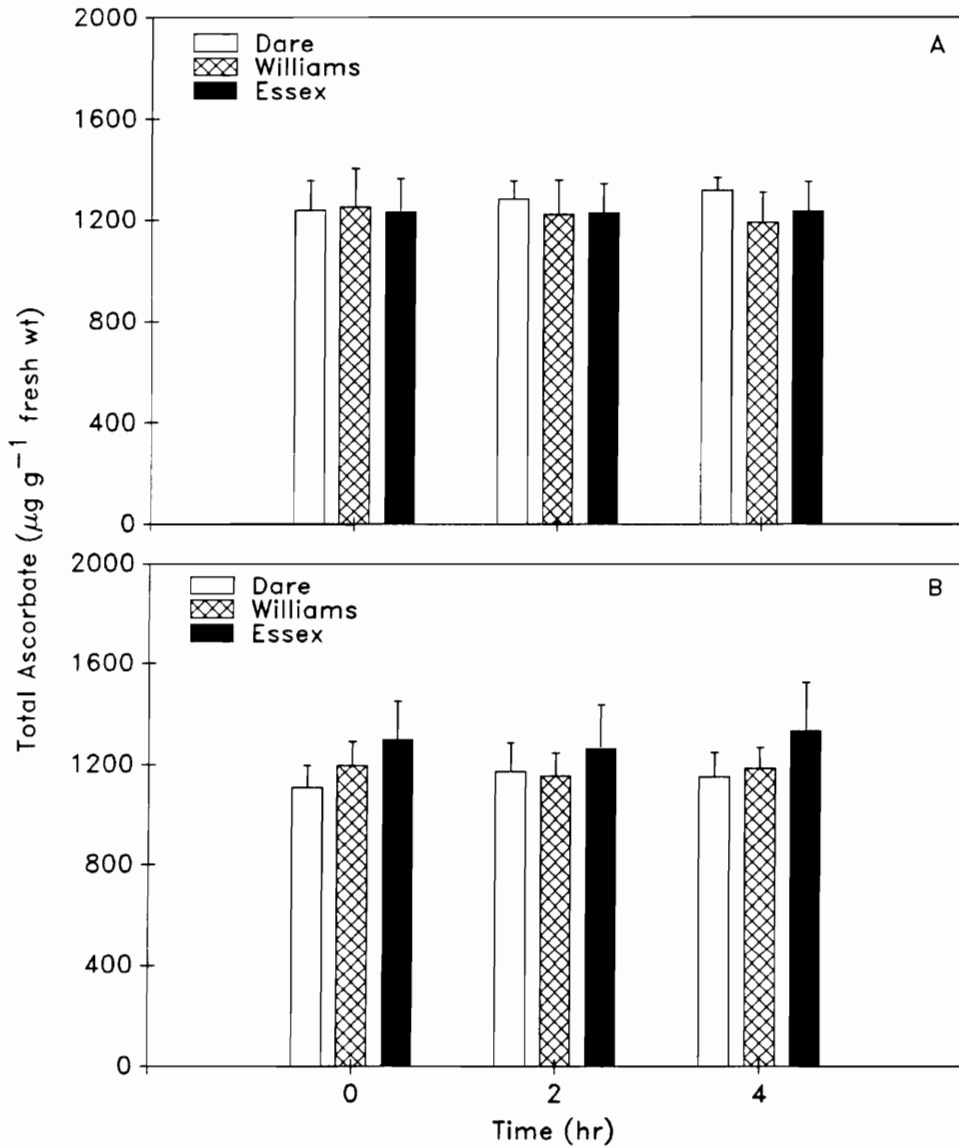 Total Ascorbate (μg g⁻¹ fresh wt)
A
Dare
Williams
Essex
2000
1600
1200
800
400
0
B
Dare
Williams
Essex
2000
1600
1200
800
400
0
0 2 4
Time (hr)